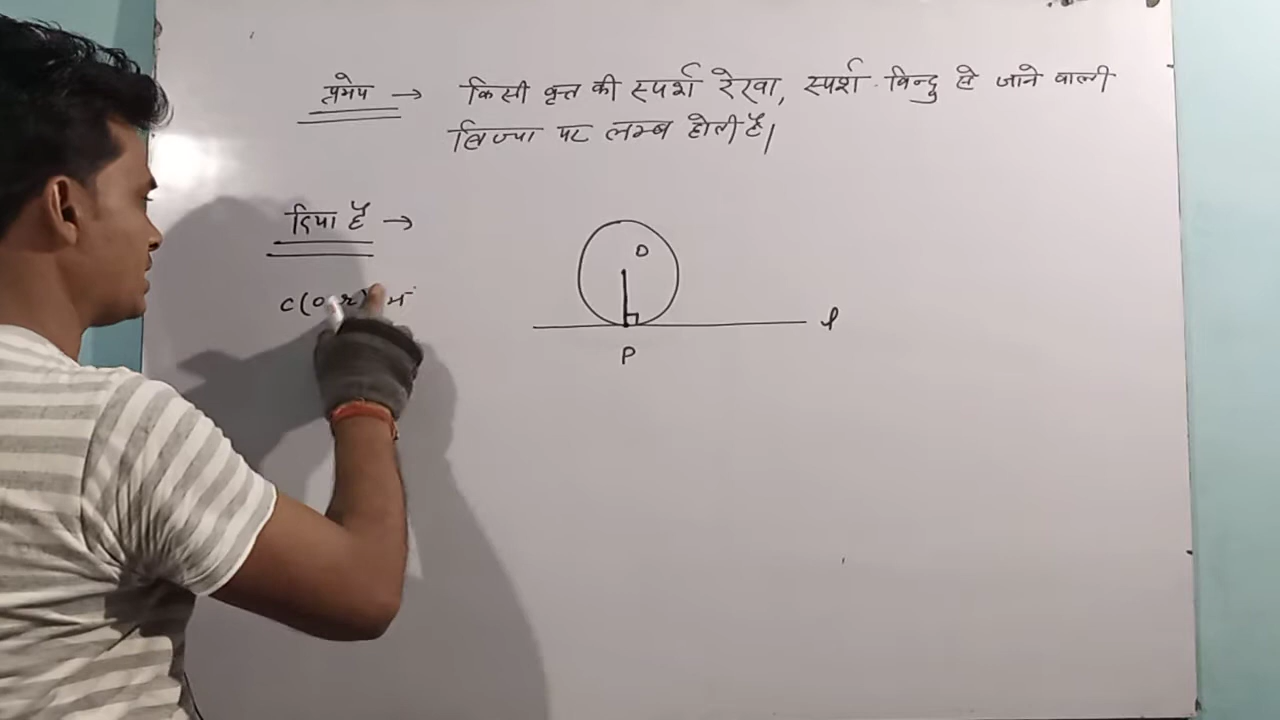 प्रमेय → किसी वृत्त की स्पर्श रेखा, स्पर्श बिन्दु से जाने वाली
त्रिज्या पर लम्ब होती है।
दिया है →
C(O, r) में
O
l
P